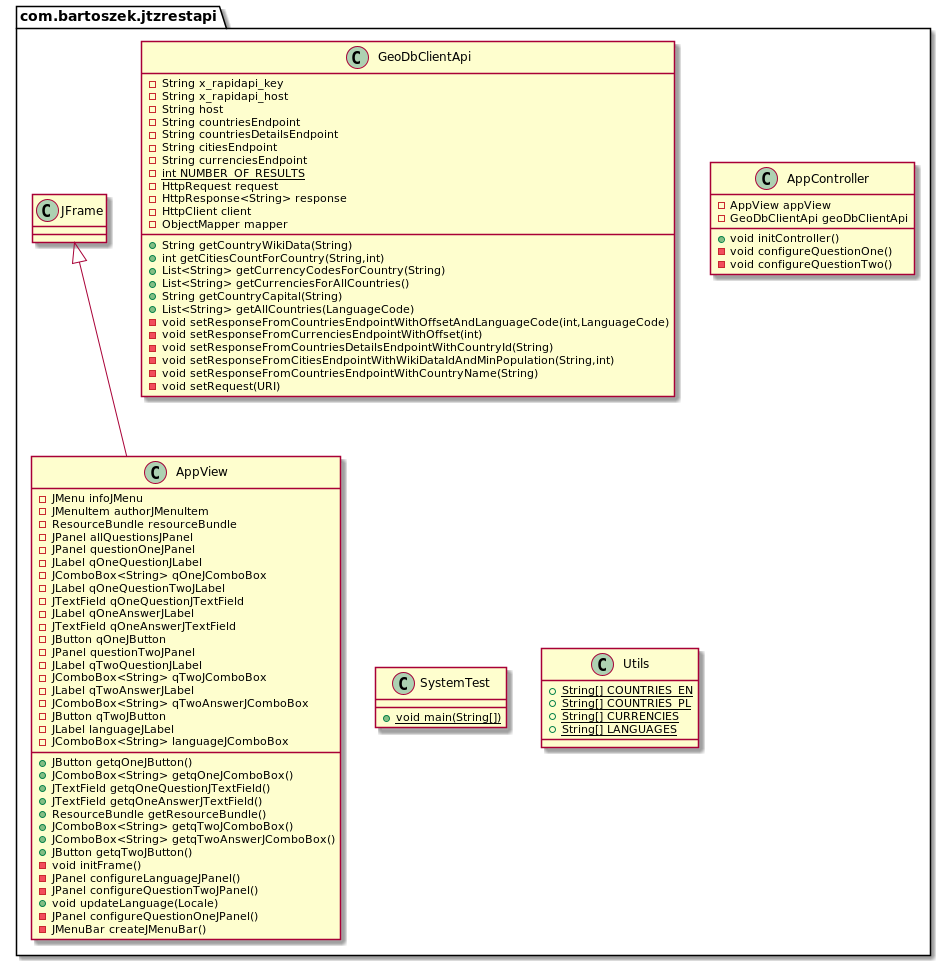 com.bartoszek.jtzrestapi
C GeoDbClientApi
String x_rapidapi_key
String x_rapidapi_host
String host
String countriesEndpoint
String countriesDetailsEndpoint
String citiesEndpoint
String currenciesEndpoint
int NUMBER_OF_RESULTS
HttpRequest request
HttpResponse<String> response
HttpClient client
ObjectMapper mapper
String getCountryWikiData(String)
int getCitiesCountForCountry(String,int)
List<String> getCurrencyCodesForCountry(String)
List<String> getCurrenciesForAllCountries()
String getCountryCapital(String)
List<String> getAllCountries(LanguageCode)
void setResponseFromCountriesEndpointWithOffsetAndLanguageCode(int,LanguageCode)
void setResponseFromCurrenciesEndpointWithOffset(int)
void setResponseFromCountriesDetailsEndpointWithCountryId(String)
void setResponseFromCitiesEndpointWithWikiDataIdAndMinPopulation(String,int)
void setResponseFromCountriesEndpointWithCountryName(String)
void setRequest(URI)
C AppController
AppView appView
GeoDbClientApi geoDbClientApi
void initController()
void configureQuestionOne()
void configureQuestionTwo()
C JFrame
C AppView
JMenu infoJMenu
JMenuItem authorJMenuItem
ResourceBundle resourceBundle
JPanel allQuestionsJPanel
JPanel questionOneJPanel
JLabel qOneQuestionJLabel
JComboBox<String> qOneJComboBox
JLabel qOneQuestionTwoJLabel
JTextField qOneQuestionJTextField
JLabel qOneAnswerJLabel
JTextField qOneAnswerJTextField
JButton qOneJButton
JPanel questionTwoJPanel
JLabel qTwoQuestionJLabel
JComboBox<String> qTwoJComboBox
JLabel qTwoAnswerJLabel
JComboBox<String> qTwoAnswerJComboBox
JButton qTwoJButton
JLabel languageJLabel
JComboBox<String> languageJComboBox
JButton getqOneJButton()
JComboBox<String> getqOneJComboBox()
JTextField getqOneQuestionJTextField()
JTextField getqOneAnswerJTextField()
ResourceBundle getResourceBundle()
JComboBox<String> getqTwoJComboBox()
JComboBox<String> getqTwoAnswerJComboBox()
JButton getqTwoJButton()
void initFrame()
JPanel configureLanguageJPanel()
JPanel configureQuestionTwoJPanel()
void updateLanguage(Locale)
JPanel configureQuestionOneJPanel()
JMenuBar createJMenuBar()
C SystemTest
void main(String[])
C Utils
String[] COUNTRIES_EN
String[] COUNTRIES_PL
String[] CURRENCIES
String[] LANGUAGES